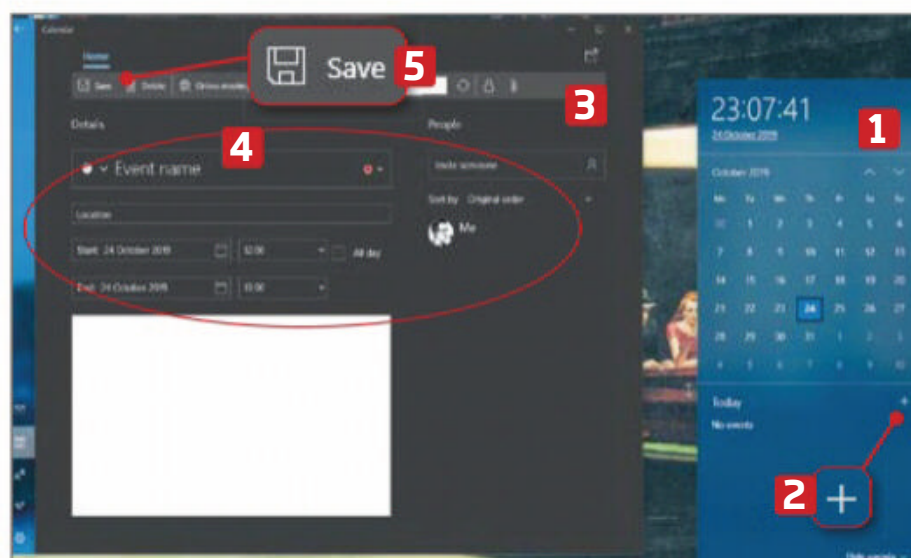 Calendar
Home
Save
5
Save
Delete
3
Details
People
4
Event name
Invite someone
Location
Sort by Original order
Me
Start: 24 October 2019
12:00
All day
End: 24 October 2019
23:07:41
1
24 October 2019
October 2019
Mo Tu We Th Fr Sa Su
30 1 2 3 4 5 6
7 8 9 10 11 12 13
14 15 16 17 18 19 20
21 22 23 24 25 26 27
28 29 30 31 1 2 3
4 5 6 7 8 9 10
Today
No events
2